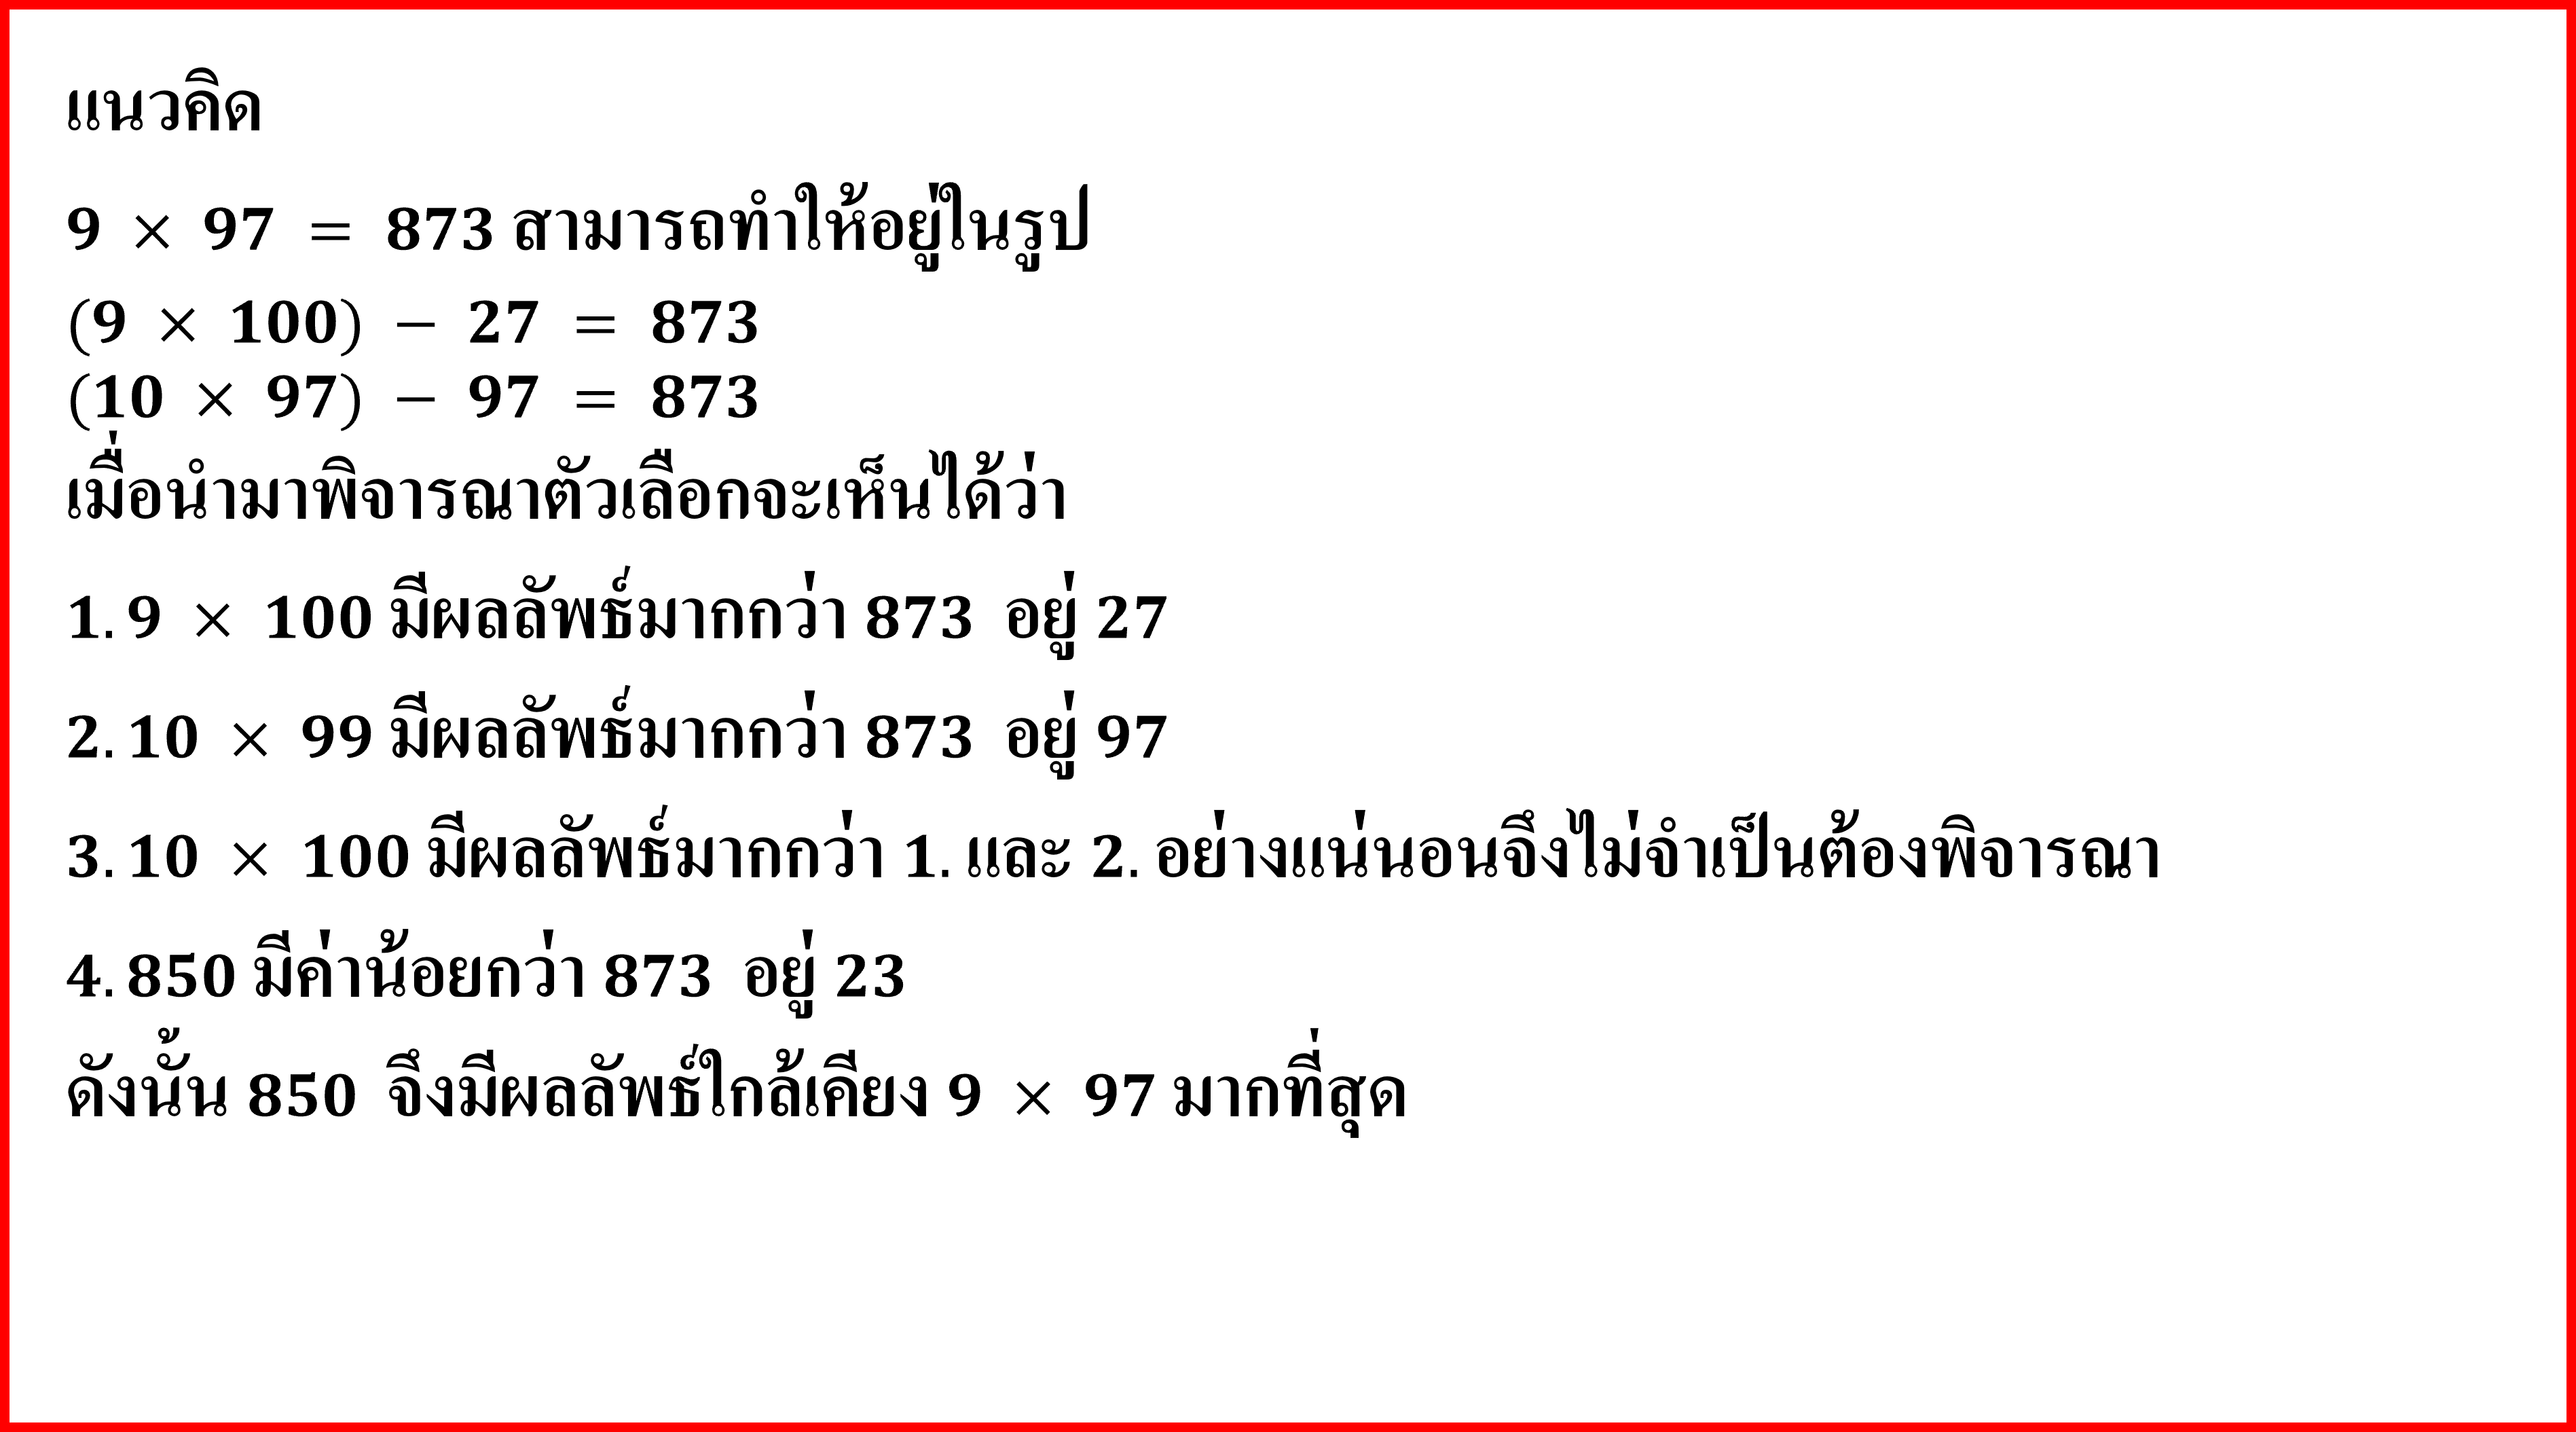 แนวคิด
9 × 97 = 873 สามารถทำให้อยู่ในรูป
(9 × 100) − 27 = 873
(10 × 97) − 97 = 873
เมื่อนำมาพิจารณาตัวเลือกจะเห็นได้ว่า
1. 9 × 100 มีผลลัพธ์มากกว่า 873 อยู่ 27
2. 10 × 99 มีผลลัพธ์มากกว่า 873 อยู่ 97
3. 10 × 100 มีผลลัพธ์มากกว่า 1. และ 2. อย่างแน่นอนจึงไม่จำเป็นต้องพิจารณา
4. 850 มีค่าน้อยกว่า 873 อยู่ 23
ดังนั้น 850 จึงมีผลลัพธ์ใกล้เคียง 9 × 97 มากที่สุด